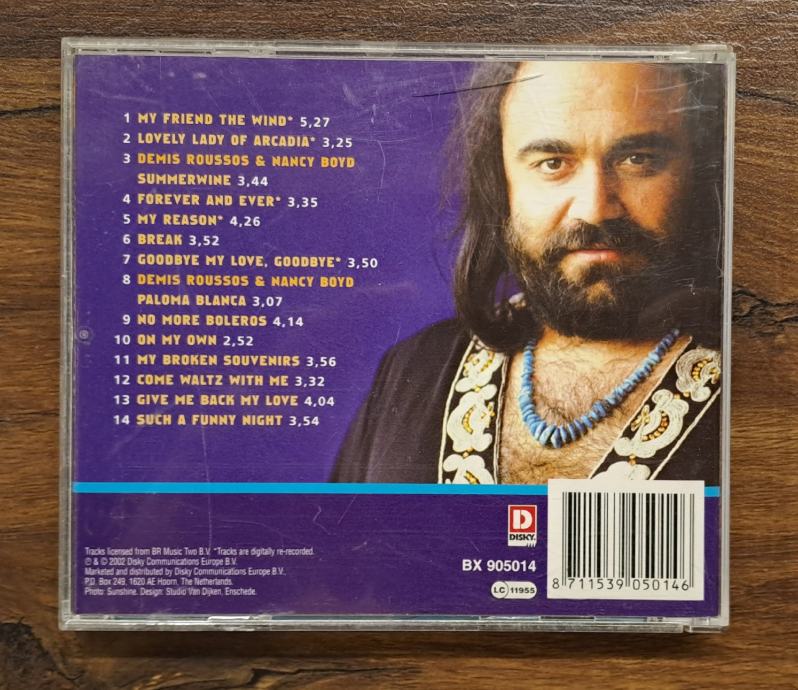 1 MY FRIEND THE WIND* 5,27
2 LOVELY LADY OF ARCADIA* 3,25
3 DEMIS ROUSSOS & NANCY BOYD
SUMMERWINE 3,44
4 FOREVER AND EVER* 3,35
5 MY REASON* 4,26
6 BREAK 3,52
7 GOODBYE MY LOVE, GOODBYE* 3,50
8 DEMIS ROUSSOS & NANCY BOYD
PALOMA BLANCA 3,07
9 NO MORE BOLEROS 4,14
10 ON MY OWN 2,52
11 MY BROKEN SOUVENIRS 3,56
12 COME WALTZ WITH ME 3,32
13 GIVE ME BACK MY LOVE 4,04
14 SUCH A FUNNY NIGHT 3,54
Tracks licensed from BR Music Two B.V. *Tracks are digitally re-recorded.
℗ & © 2002 Disky Communications Europe B.V.
Marketed and distributed by Disky Communications Europe B.V.,
P.O. Box 249, 1620 AE Hoorn, The Netherlands.
Photo: Sunshine. Design: Studio Van Dijken, Enschede.
D
DISKY
BX 905014
LC 11955
8 711539 050146